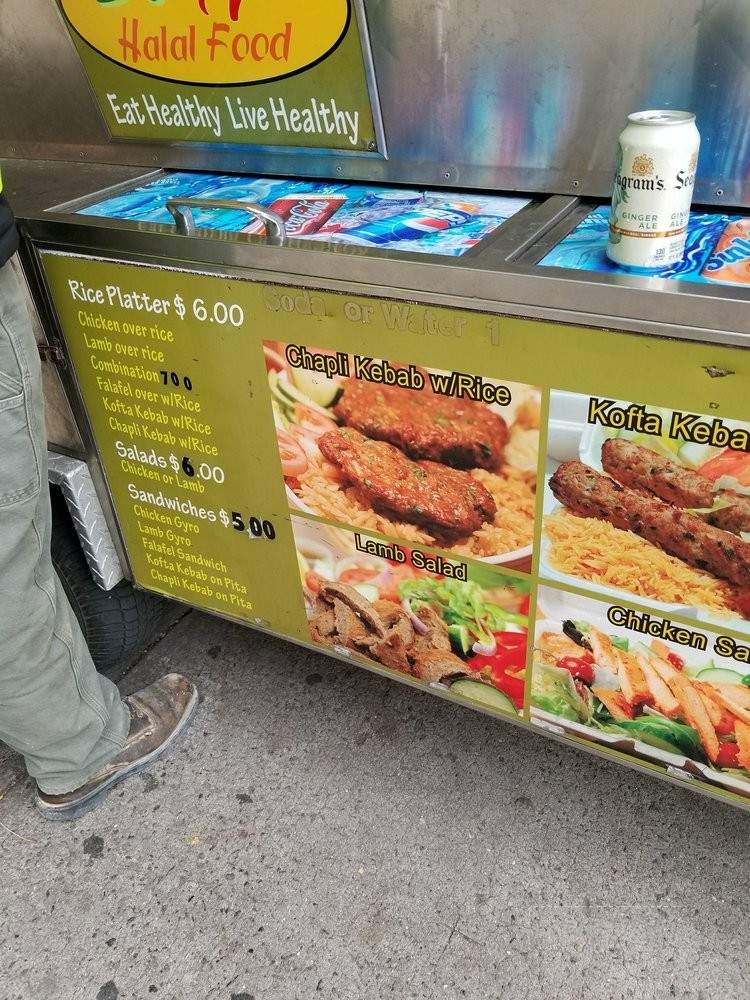 Halal Food
Eat Healthy Live Healthy
Seagram's
GINGER
ALE
Coca-Cola
Rice Platter $ 6.00
Chicken over rice
Lamb over rice
Combination 7 0 0
Falafel over w/Rice
Kofta Kebab w/Rice
Chapli Kebab w/Rice
Salads $ 6.00
Chicken or Lamb
Sandwiches $ 5.00
Chicken Gyro
Lamb Gyro
Falafel Sandwich
Kofta Kebab on Pita
Chapli Kebab on Pita
Soda or Water 1
Chapli Kebab w/Rice
Kofta Keba
Lamb Salad
Chicken Sa